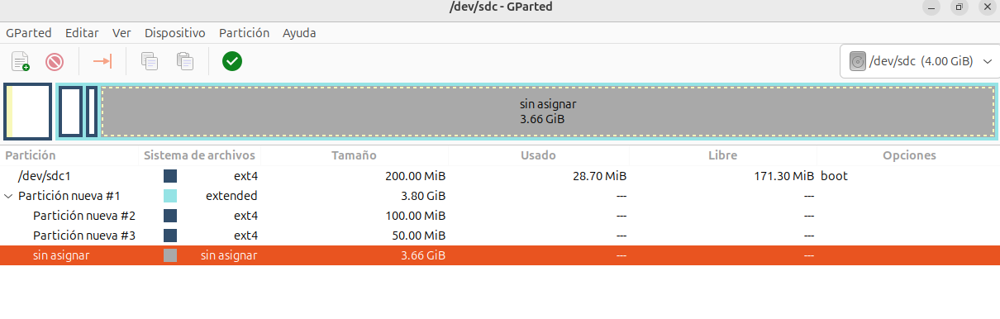 /dev/sdc - GParted
GParted Editar Ver Dispositivo Partición Ayuda
/dev/sdc (4.00 GiB)
sin asignar
3.66 GiB
Partición Sistema de archivos Tamaño Usado Libre Opciones
/dev/sdc1 ext4 200.00 MiB 28.70 MiB 171.30 MiB boot
Partición nueva #1 extended 3.80 GiB --- ---
Partición nueva #2 ext4 100.00 MiB --- ---
Partición nueva #3 ext4 50.00 MiB --- ---
sin asignar sin asignar 3.66 GiB --- ---